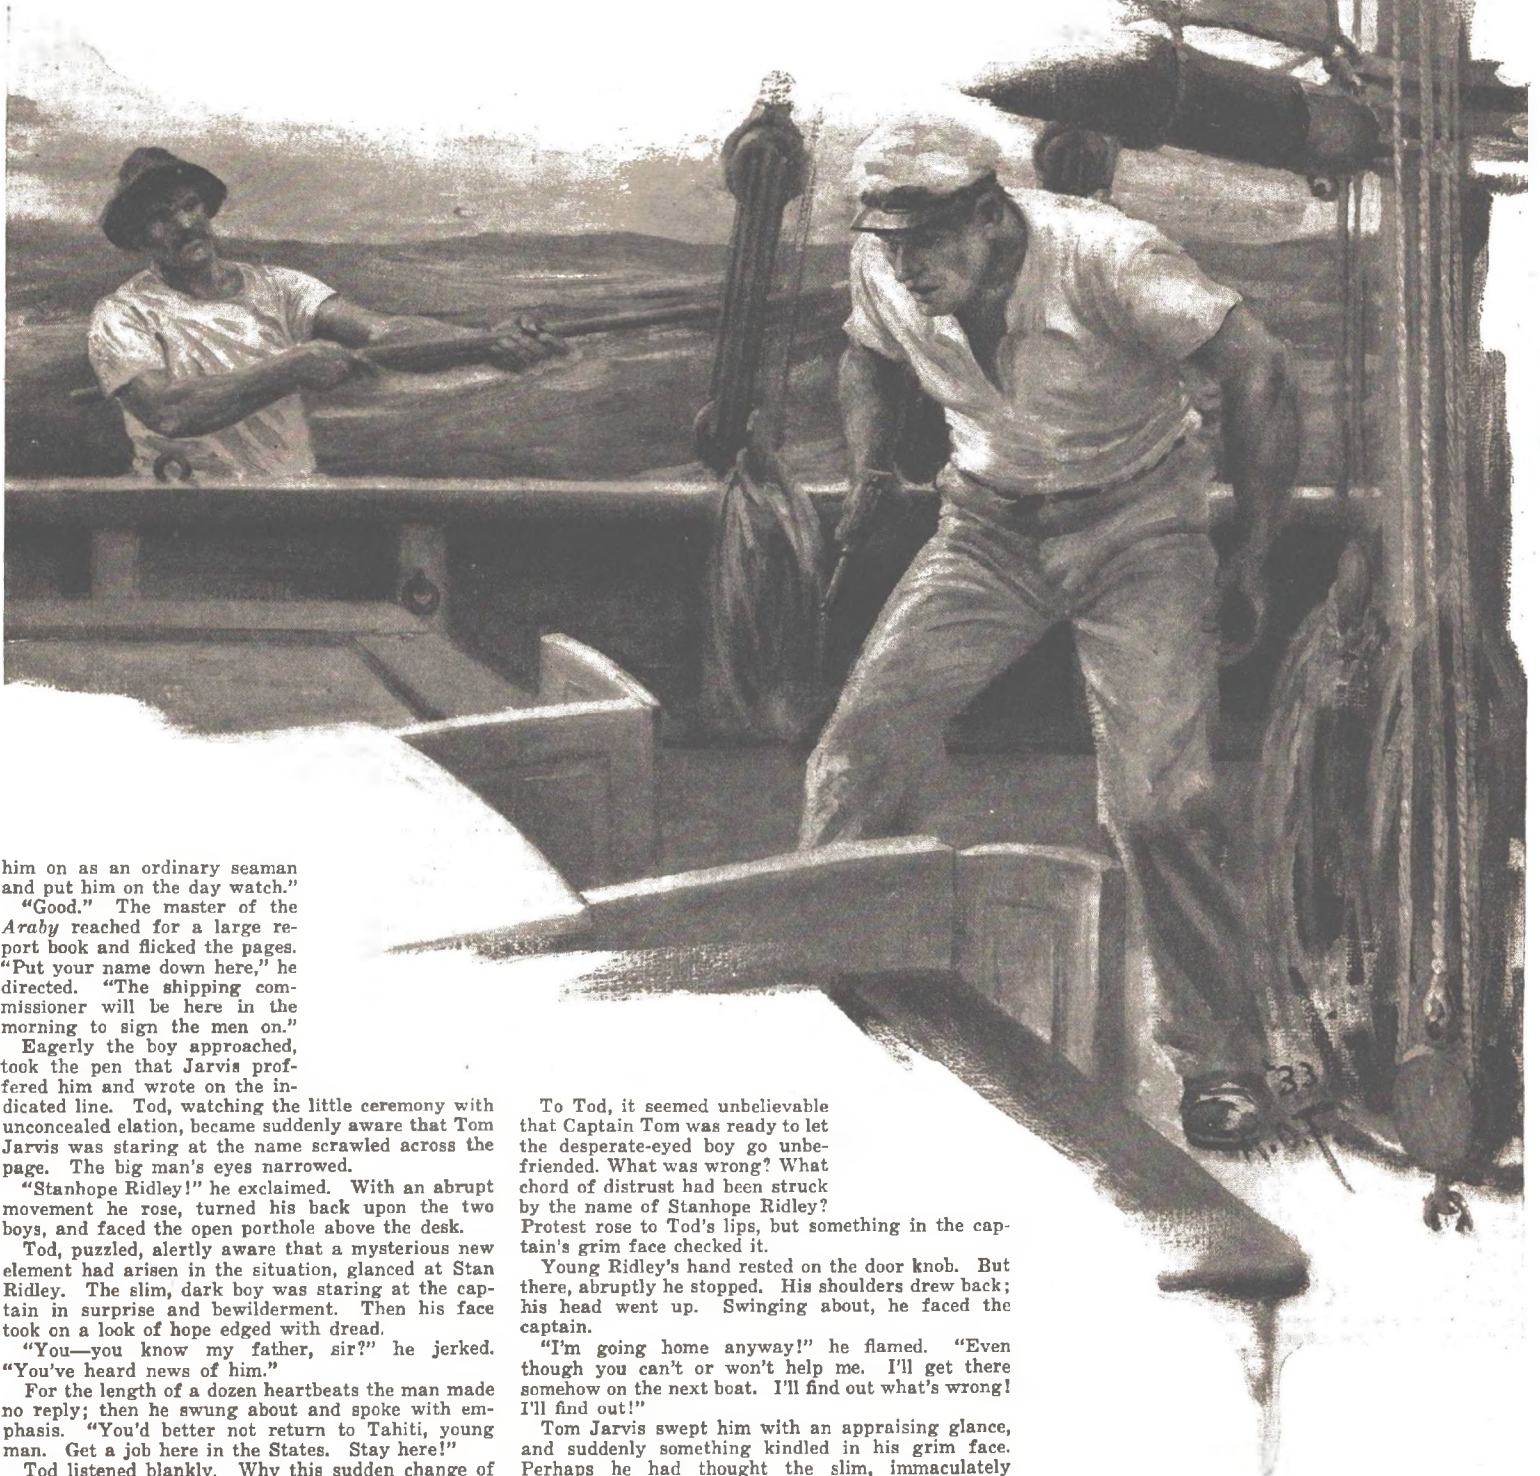 him on as an ordinary seaman
and put him on the day watch.”
“Good.” The master of the
Araby reached for a large re-
port book and flicked the pages.
“Put your name down here,” he
directed. “The shipping com-
missioner will be here in the
morning to sign the men on.”
Eagerly the boy approached,
took the pen that Jarvis prof-
fered him and wrote on the in-
dicated line. Tod, watching the little ceremony with
unconcealed elation, became suddenly aware that Tom
Jarvis was staring at the name scrawled across the
page. The big man's eyes narrowed.
“Stanhope Ridley!” he exclaimed. With an abrupt
movement he rose, turned his back upon the two
boys, and faced the open porthole above the desk.
Tod, puzzled, alertly aware that a mysterious new
element had arisen in the situation, glanced at Stan
Ridley. The slim, dark boy was staring at the cap-
tain in surprise and bewilderment. Then his face
took on a look of hope edged with dread.
“You—you know my father, sir?” he jerked.
“You've heard news of him.”
For the length of a dozen heartbeats the man made
no reply; then he swung about and spoke with em-
phasis. “You'd better not return to Tahiti, young
man. Get a job here in the States. Stay here!”
Tod listened blankly. Why this sudden change of
To Tod, it seemed unbelievable
that Captain Tom was ready to let
the desperate-eyed boy go unbe-
friended. What was wrong? What
chord of distrust had been struck
by the name of Stanhope Ridley?
Protest rose to Tod's lips, but something in the cap-
tain's grim face checked it.
Young Ridley's hand rested on the door knob. But
there, abruptly he stopped. His shoulders drew back;
his head went up. Swinging about, he faced the
captain.
“I'm going home anyway!” he flamed. “Even
though you can't or won't help me. I'll get there
somehow on the next boat. I'll find out what's wrong!
I'll find out!”
Tom Jarvis swept him with an appraising glance,
and suddenly something kindled in his grim face.
Perhaps he had thought the slim, immaculately
'33